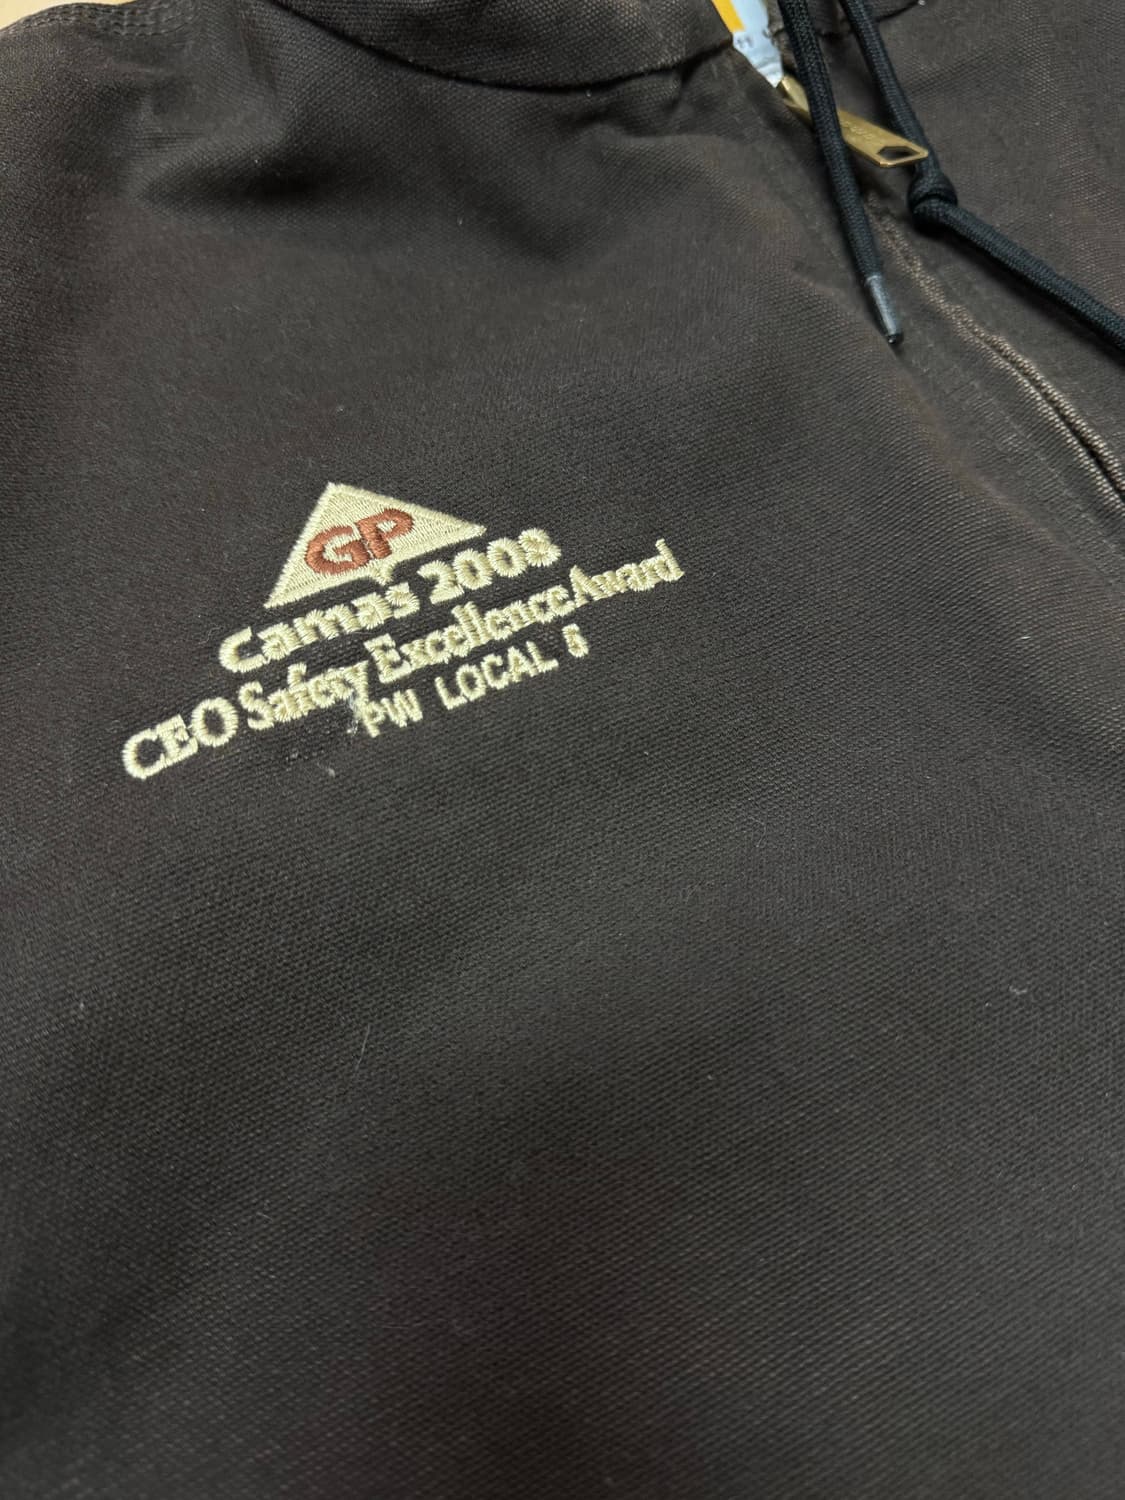 GP
Camas 2008
CEO Safety Excellence Award
PW LOCAL 5